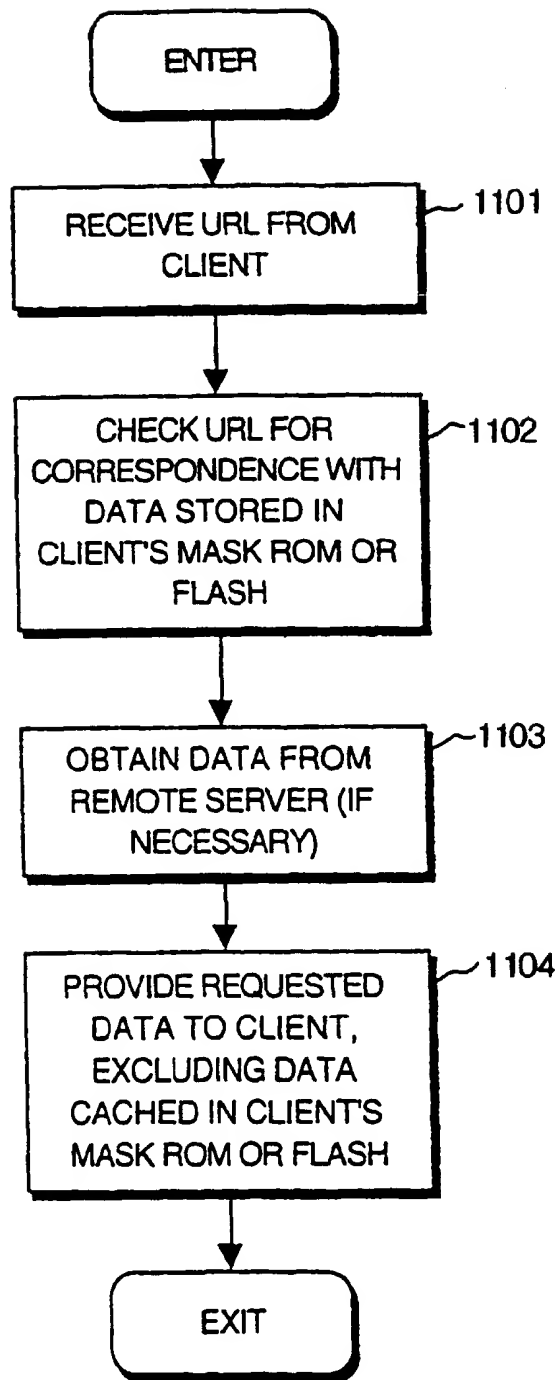 ENTER
RECEIVE URL FROM
CLIENT
1101
CHECK URL FOR
CORRESPONDENCE WITH
DATA STORED IN
CLIENT'S MASK ROM OR
FLASH
1102
OBTAIN DATA FROM
REMOTE SERVER (IF
NECESSARY)
1103
PROVIDE REQUESTED
DATA TO CLIENT,
EXCLUDING DATA
CACHED IN CLIENT'S
MASK ROM OR FLASH
1104
EXIT